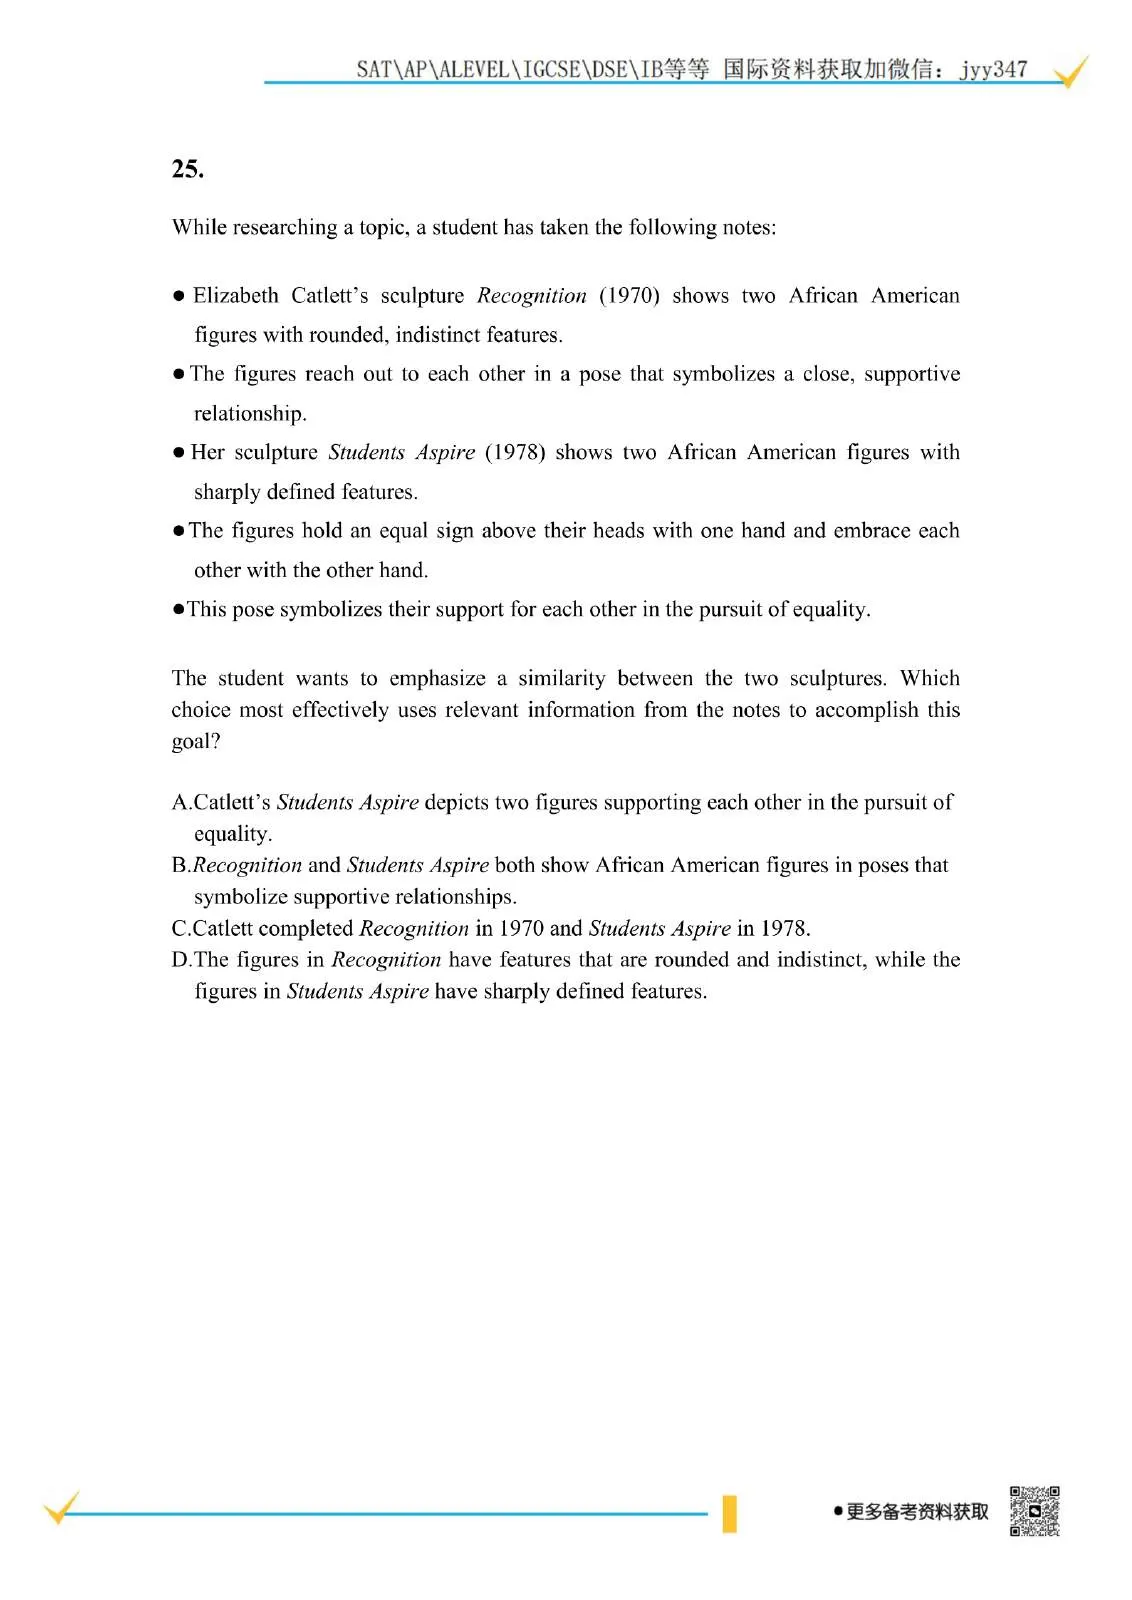 SAT\AP\ALEVEL\IGCSE\DSE\IB等等 国际资料获取加微信：jyy347
25.
While researching a topic, a student has taken the following notes:
● Elizabeth Catlett’s sculpture Recognition (1970) shows two African American
figures with rounded, indistinct features.
● The figures reach out to each other in a pose that symbolizes a close, supportive
relationship.
● Her sculpture Students Aspire (1978) shows two African American figures with
sharply defined features.
●The figures hold an equal sign above their heads with one hand and embrace each
other with the other hand.
●This pose symbolizes their support for each other in the pursuit of equality.
The student wants to emphasize a similarity between the two sculptures. Which
choice most effectively uses relevant information from the notes to accomplish this
goal?
A.Catlett’s Students Aspire depicts two figures supporting each other in the pursuit of
equality.
B.Recognition and Students Aspire both show African American figures in poses that
symbolize supportive relationships.
C.Catlett completed Recognition in 1970 and Students Aspire in 1978.
D.The figures in Recognition have features that are rounded and indistinct, while the
figures in Students Aspire have sharply defined features.
●更多备考资料获取